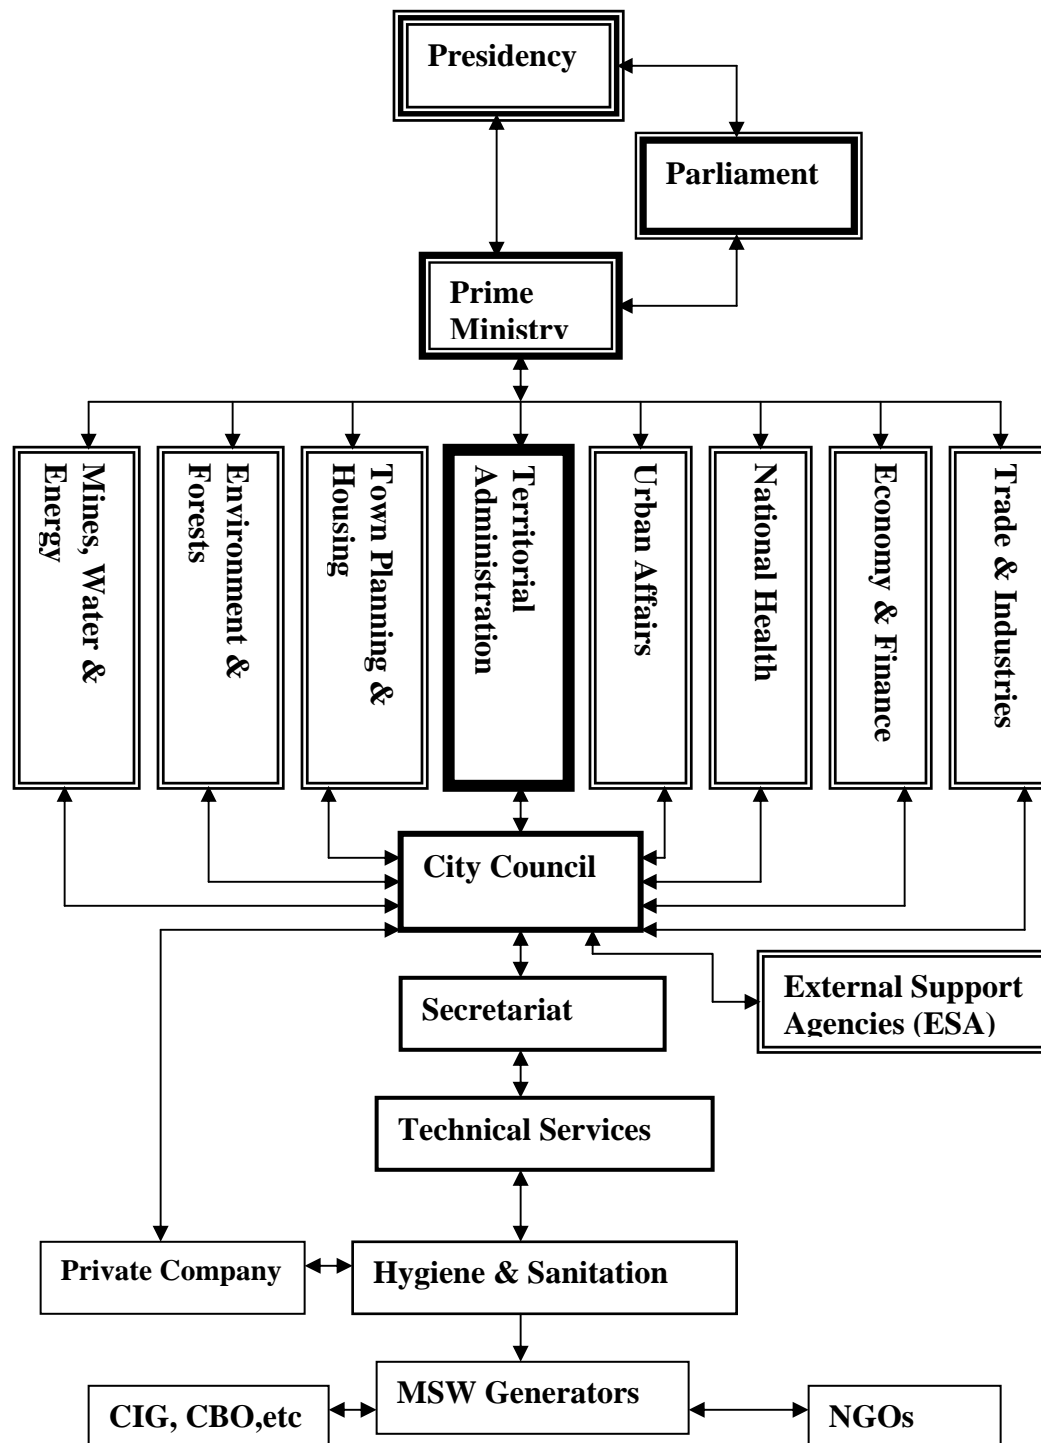 Presidency
Parliament
Prime
Ministry
Mines, Water &
Energy
Environment &
Forests
Town Planning &
Housing
Territorial
Administration
Urban Affairs
National Health
Economy & Finance
Trade & Industries
City Council
External Support
Agencies (ESA)
Secretariat
Technical Services
Private Company
Hygiene & Sanitation
MSW Generators
CIG, CBO,etc
NGOs